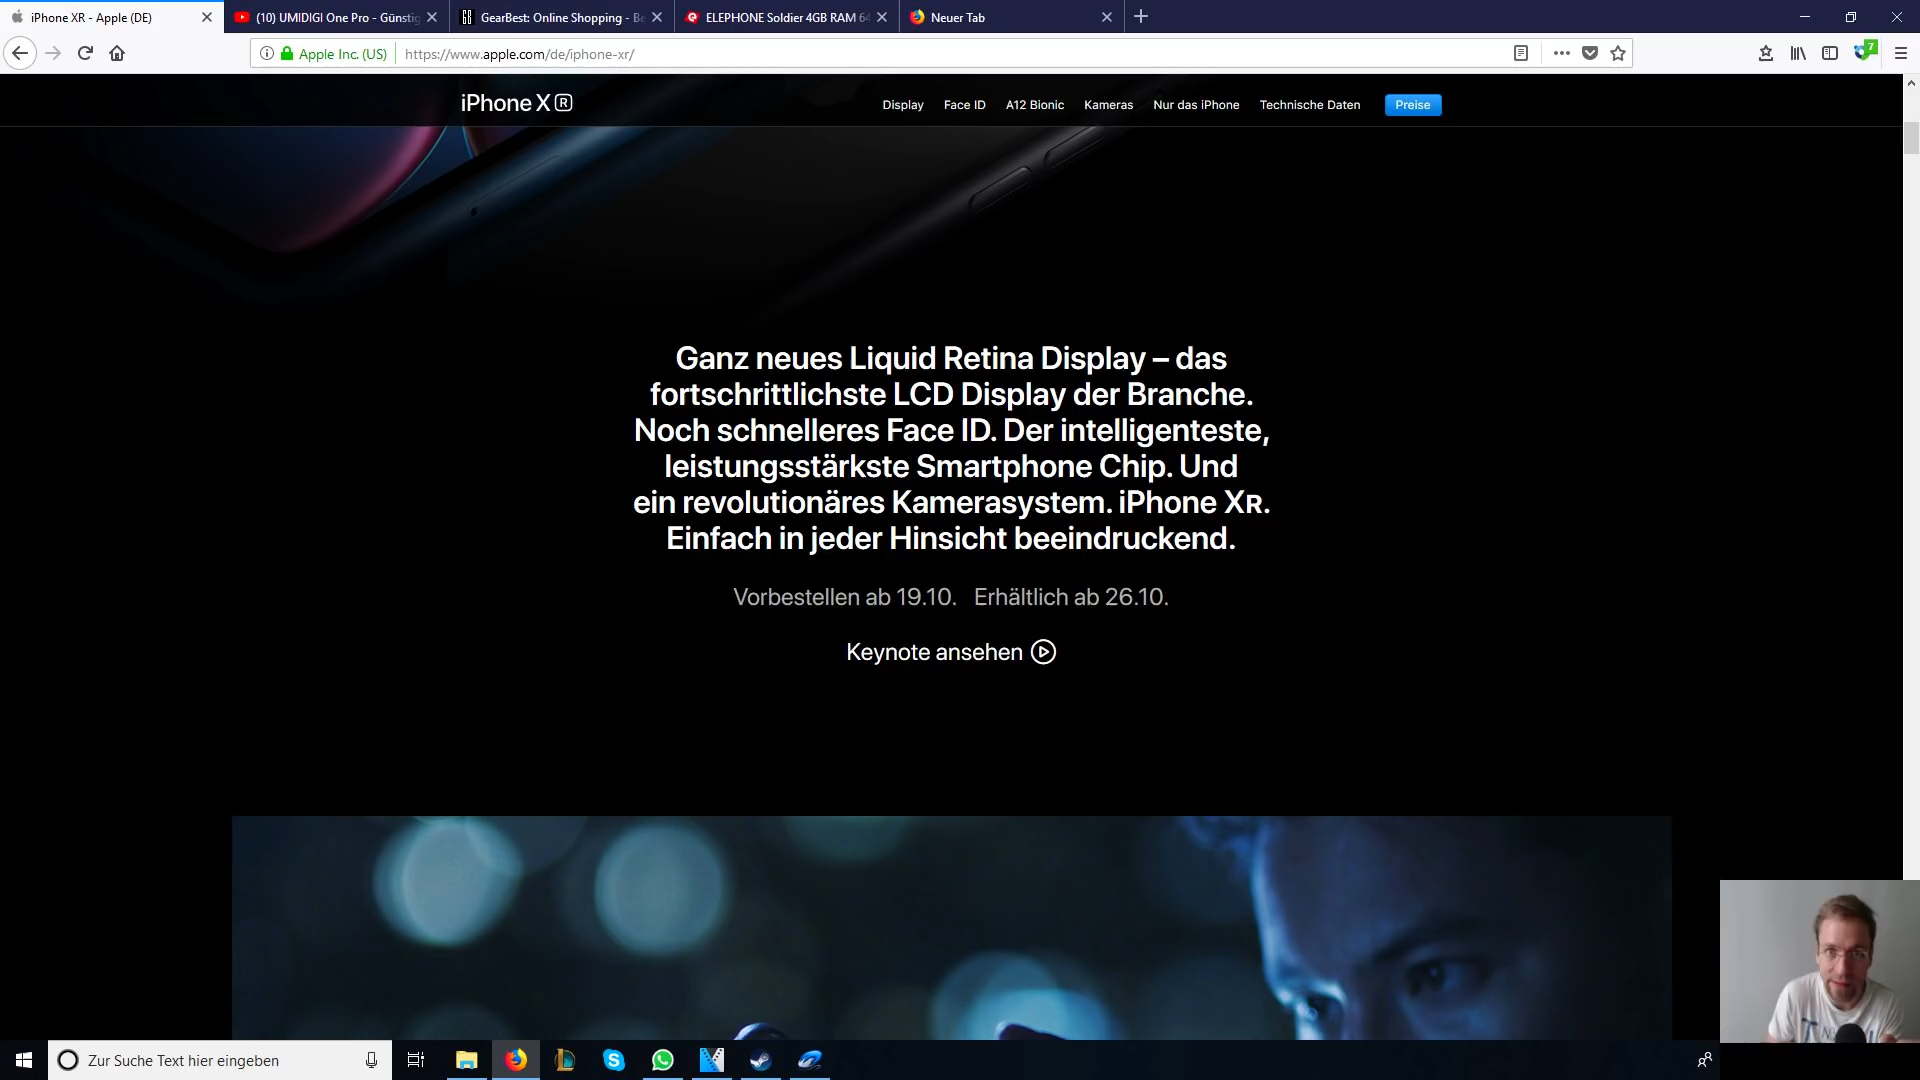 iPhone XR - Apple (DE)
(10) UMIDIGI One Pro - Günstig
GearBest: Online Shopping - Be
ELEPHONE Soldier 4GB RAM 64
Neuer Tab
Apple Inc. (US)
https://www.apple.com/de/iphone-xr/
7
iPhone XR
Display
Face ID
A12 Bionic
Kameras
Nur das iPhone
Technische Daten
Preise
Ganz neues Liquid Retina Display – das
fortschrittlichste LCD Display der Branche.
Noch schnelleres Face ID. Der intelligenteste,
leistungsstärkste Smartphone Chip. Und
ein revolutionäres Kamerasystem. iPhone XR.
Einfach in jeder Hinsicht beeindruckend.
Vorbestellen ab 19.10. Erhältlich ab 26.10.
Keynote ansehen
Zur Suche Text hier eingeben